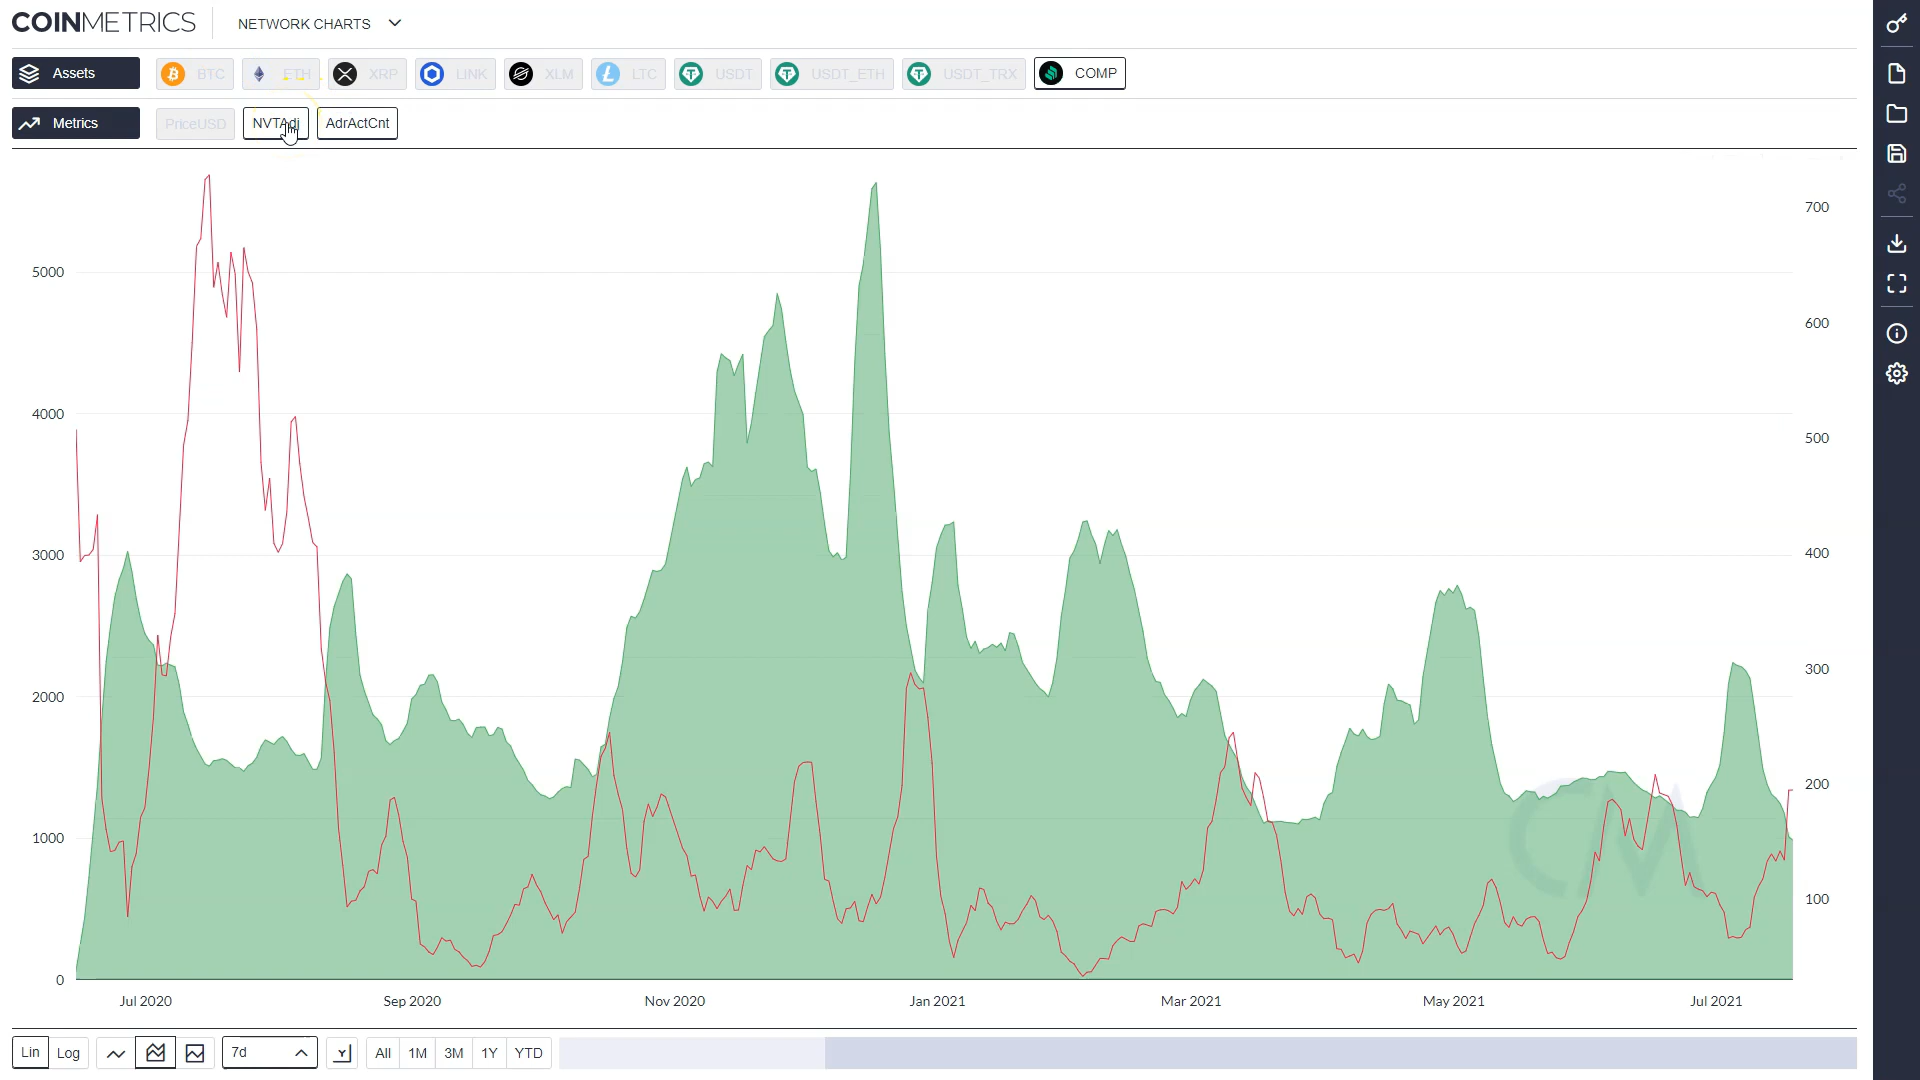 COINMETRICS NETWORK CHARTS
Assets BTC ETH XRP LINK XLM LTC USDT USDT_ETH USDT_TRX COMP
Metrics PriceUSD NVTAdj AdrActCnt
700
5000
600
4000
500
3000
400
2000
300
1000
200
100
0
CM
Jul 2020 Sep 2020 Nov 2020 Jan 2021 Mar 2021 May 2021 Jul 2021
Lin Log 7d All 1M 3M 1Y YTD